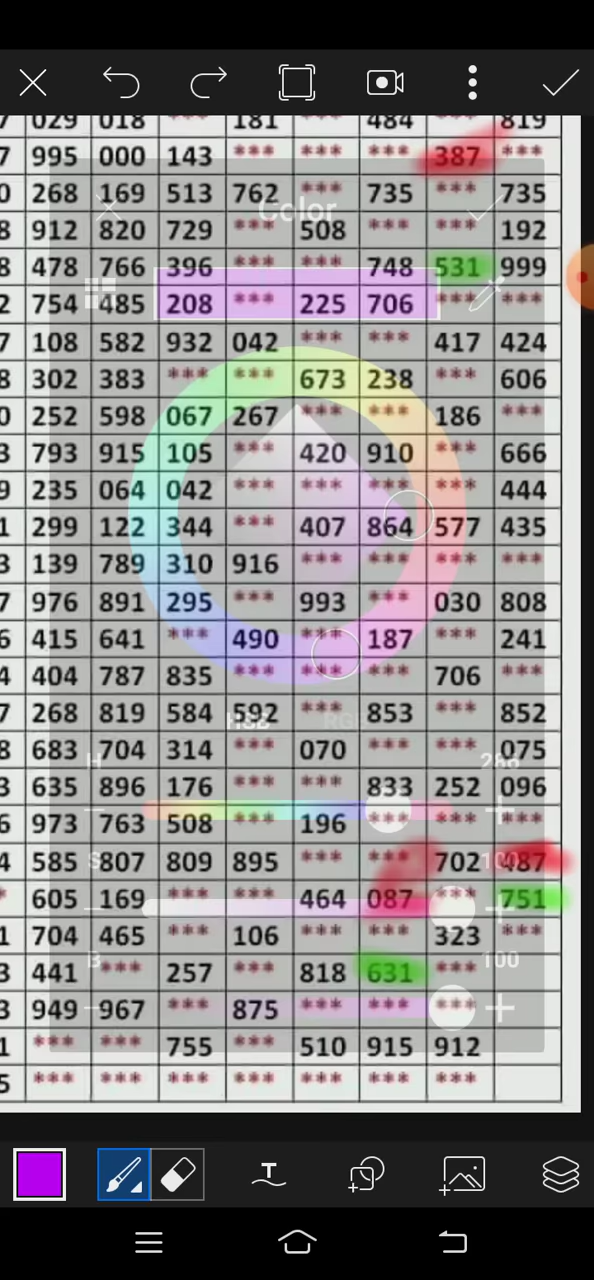 7 029 018 *** 181 *** 484 *** 819
7 995 000 143 *** *** *** 387 ***
0 268 169 513 762 *** 735 *** 735
Color
8 912 820 729 *** 508 *** *** 192
8 478 766 396 *** *** 748 531 999
2 754 485 208 *** 225 706 *** ***
7 108 582 932 042 *** *** 417 424
8 302 383 *** *** 673 238 *** 606
0 252 598 067 267 *** *** 186 ***
3 793 915 105 *** 420 910 *** 666
9 235 064 042 *** *** *** *** 444
1 299 122 344 *** 407 864 577 435
3 139 789 310 916 *** *** *** ***
7 976 891 295 *** 993 *** 030 808
6 415 641 *** 490 *** 187 *** 241
4 404 787 835 *** *** *** 706 ***
7 268 819 584 592 *** 853 *** 852
HSB RGB
8 683 704 314 *** 070 *** *** 075
H
3 635 896 176 *** *** 833 252 096
6 973 763 508 *** 196 *** *** ***
4 585 807 809 895 *** *** 702 487
S 100
* 605 169 *** *** 464 087 *** 751
1 704 465 *** 106 *** *** 323 ***
B 100
3 441 *** 257 *** 818 631 ***
3 949 967 *** 875 *** *** ***
1 *** *** 755 *** 510 915 912
5 *** *** *** *** *** *** ***
T